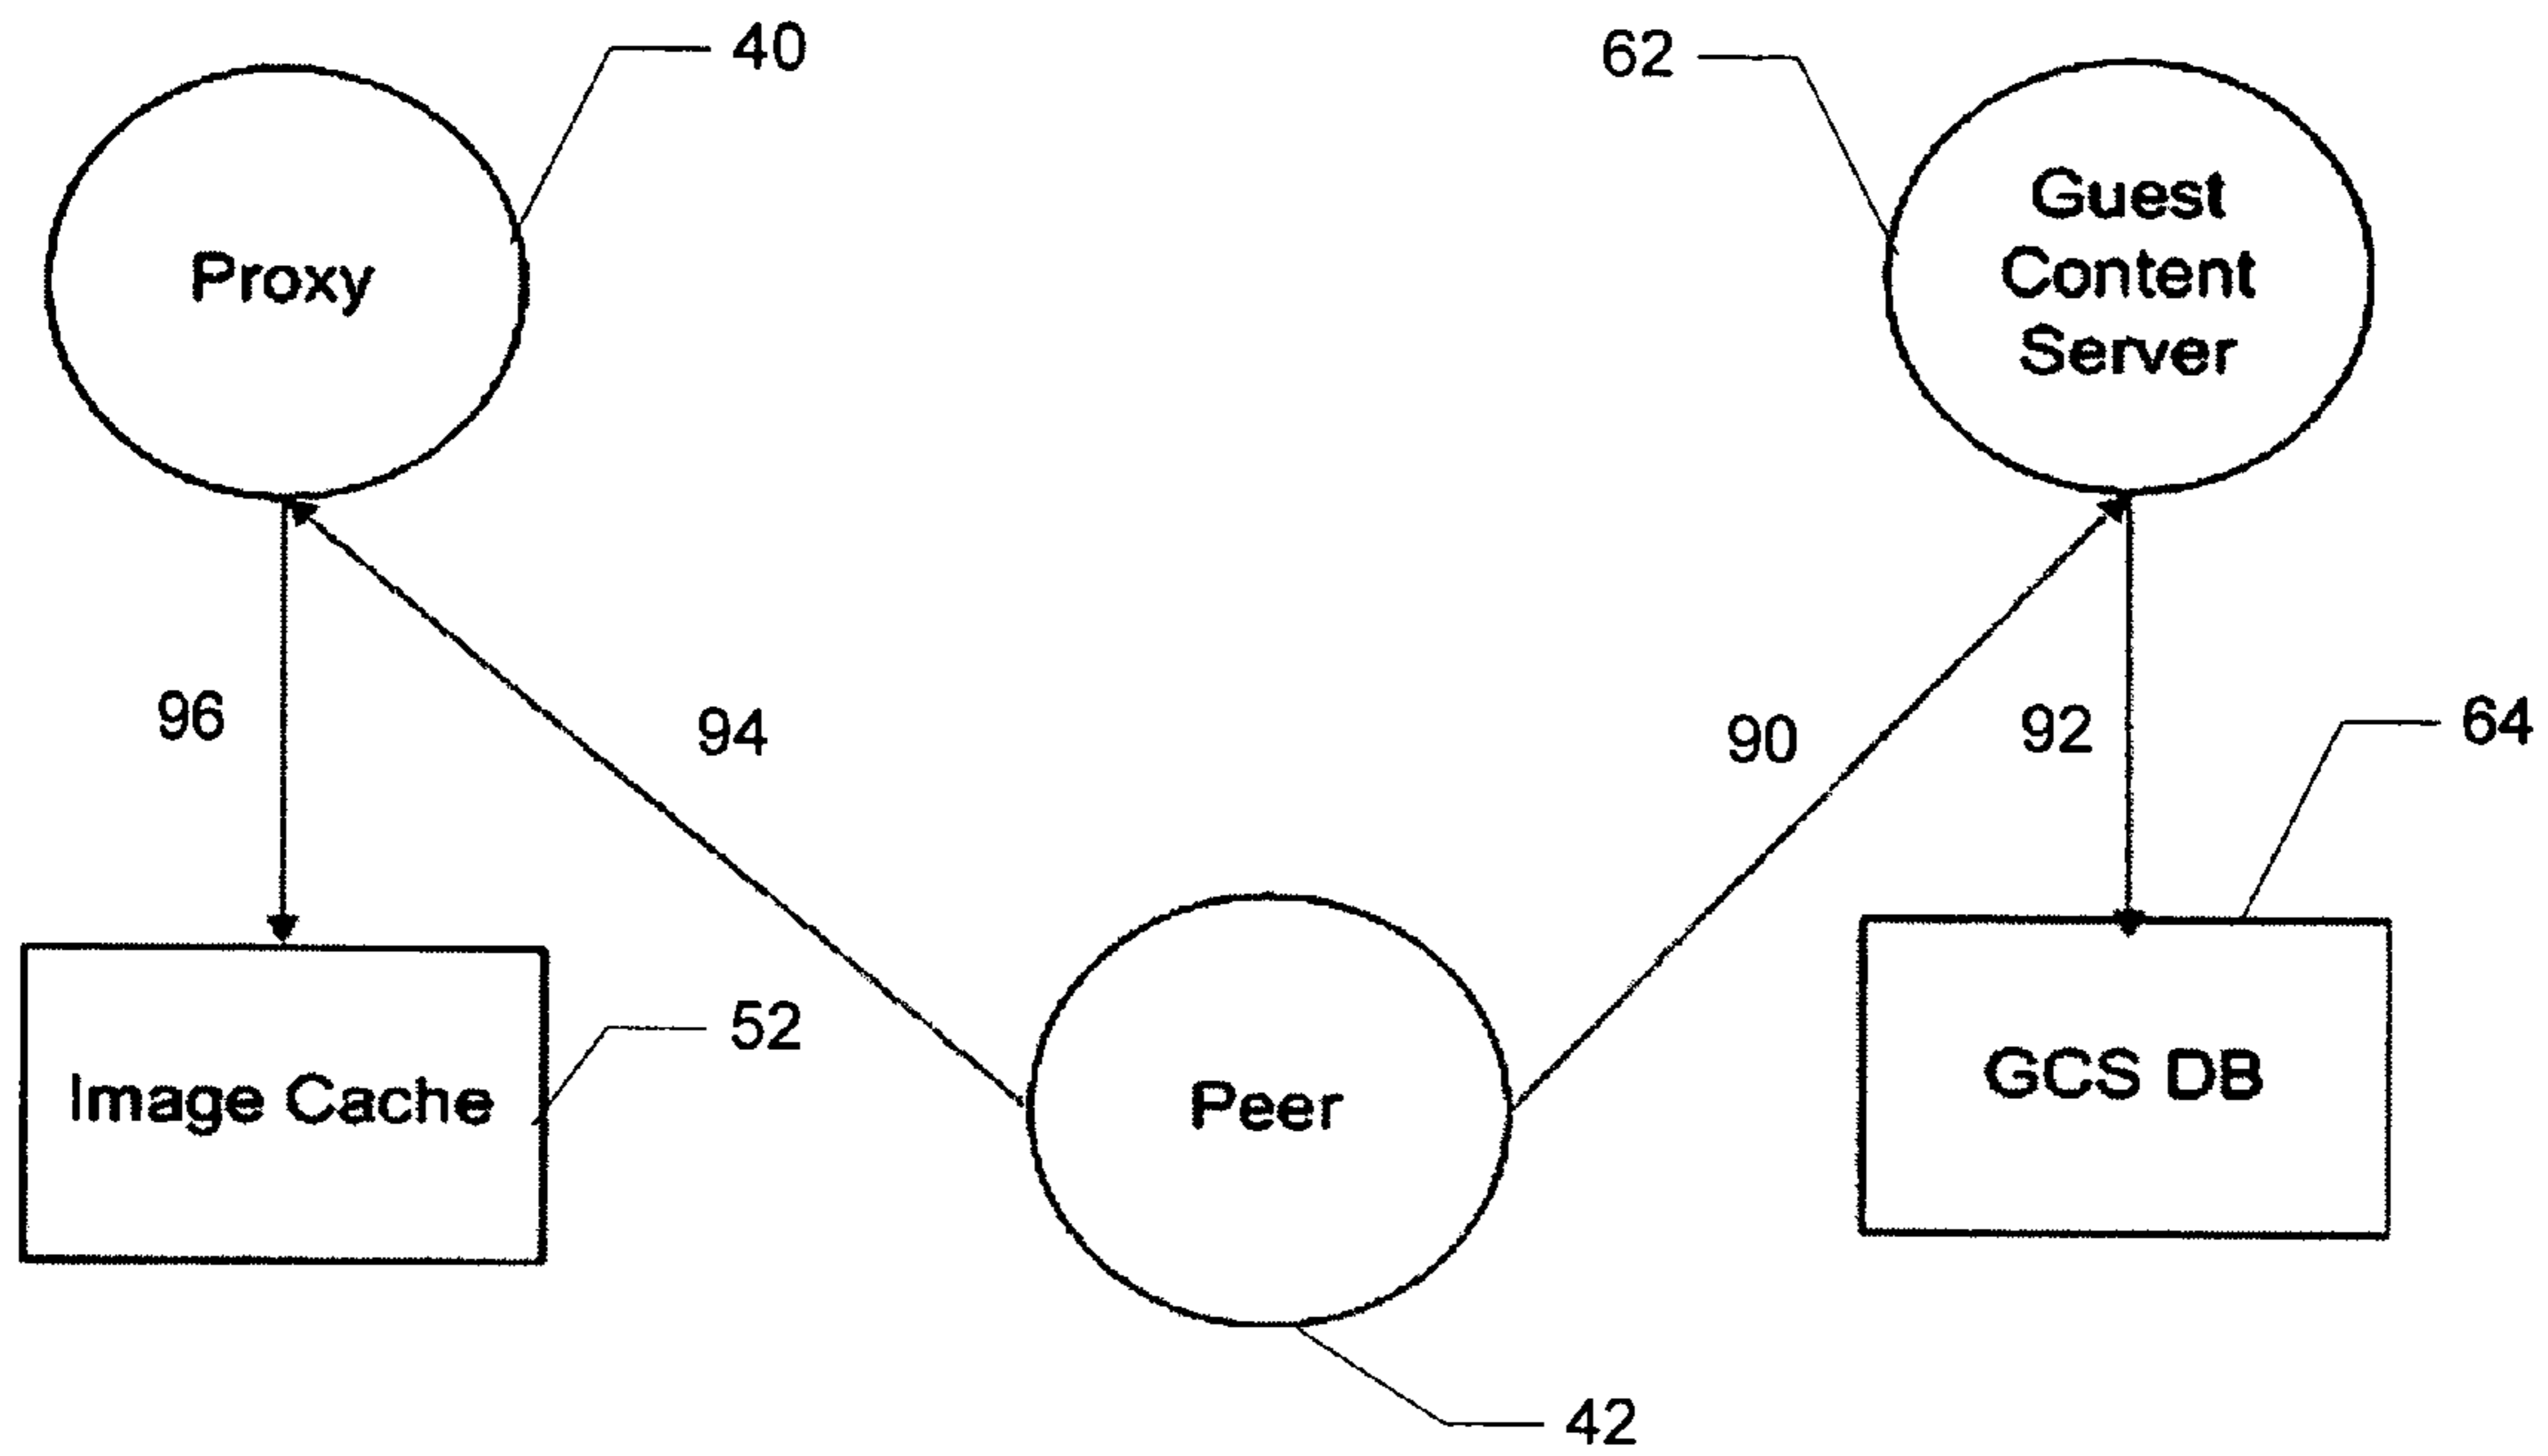 40
62
Proxy
Guest
Content
Server
96
94
90
92
64
52
Image Cache
Peer
GCS DB
42